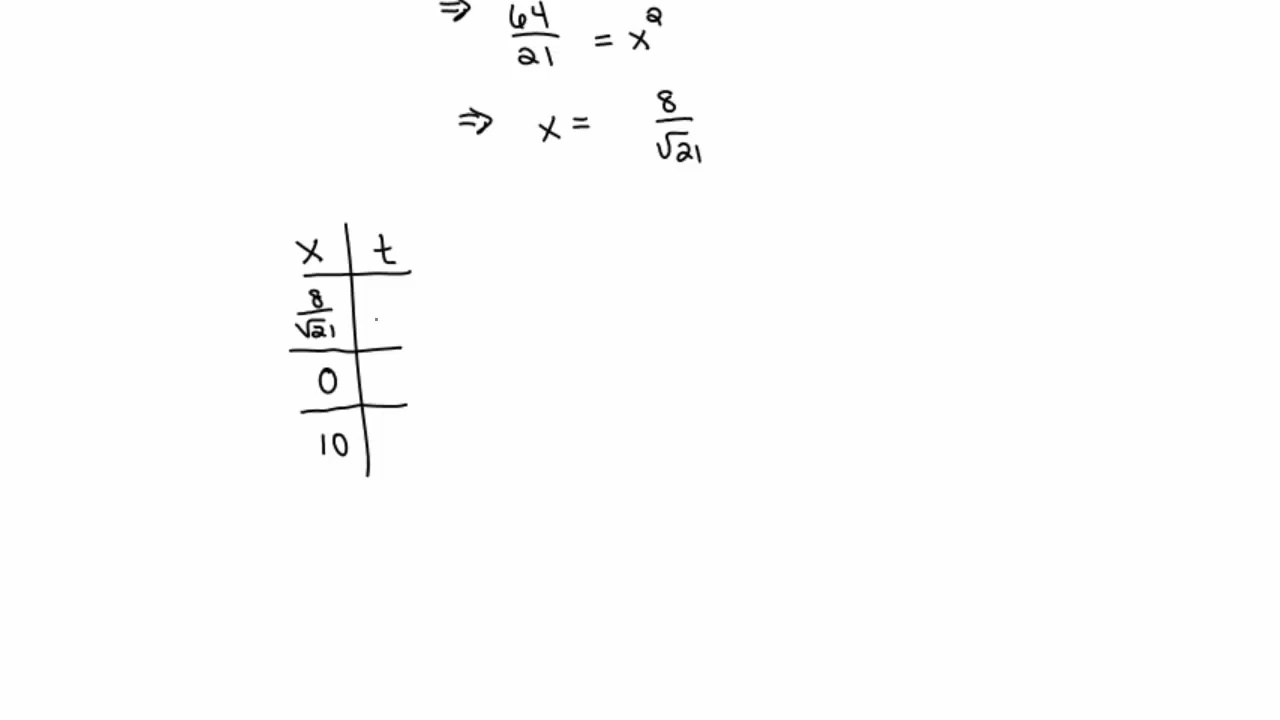 ⇒ 64/21 = x²
⇒ x = 8/√21
x | t
8/√21 |
0 |
10 |